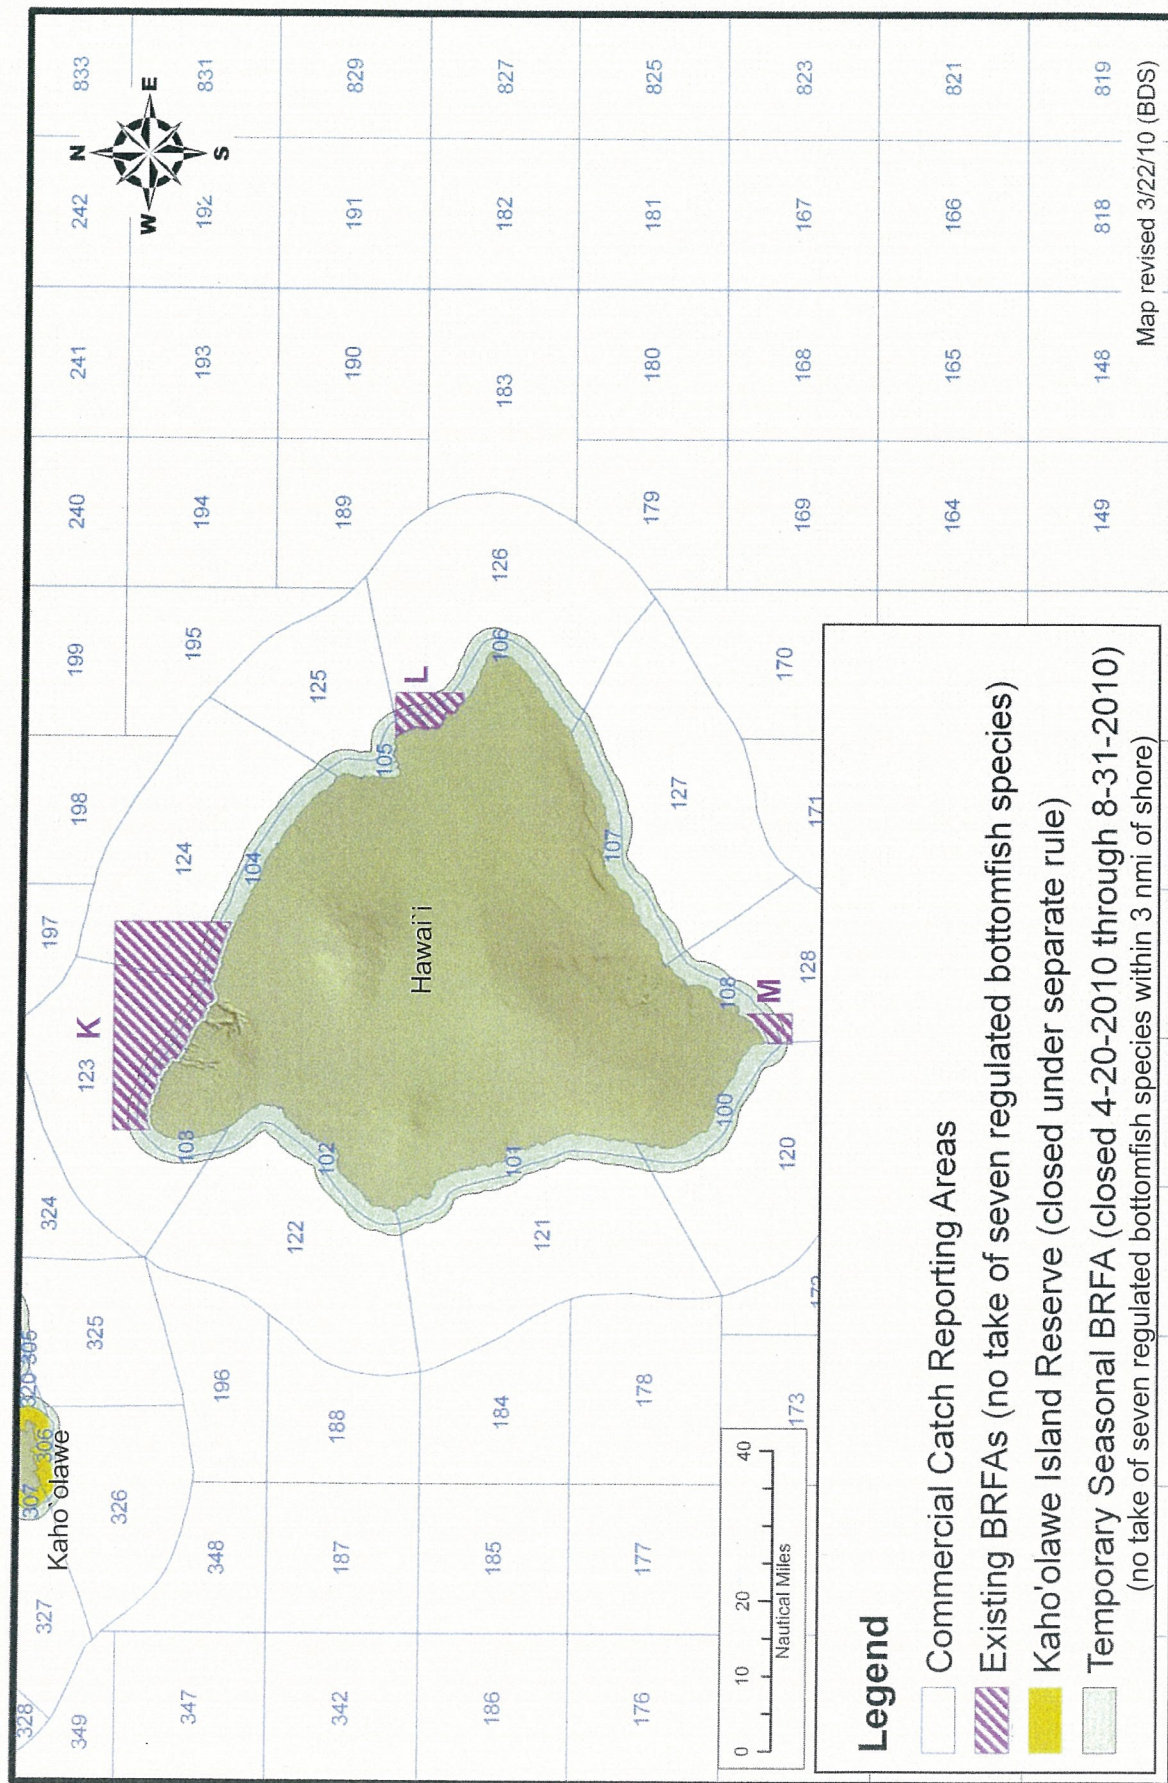 328 307 320 305
349 327 Kaho`olawe 306 325 324 123 K 197 198 199 240 241 242 N 833
347 348 326 196 103 124 195 194 193 192 W E 831
S
342 187 188 122 102 104 125 189 190 191 829
105
Hawai`i
L
186 185 184 121 101 106 126 183 182 827
176 177 178 107 127 179 180 181 825
100 108
0 10 20 40
Nautical Miles
173 120 M 128 171 170 169 168 167 823
Legend
Commercial Catch Reporting Areas
Existing BRFAs (no take of seven regulated bottomfish species)
Kaho'olawe Island Reserve (closed under separate rule)
Temporary Seasonal BRFA (closed 4-20-2010 through 8-31-2010)
(no take of seven regulated bottomfish species within 3 nmi of shore)
164 165 166 821
149 148 818 819
Map revised 3/22/10 (BDS)